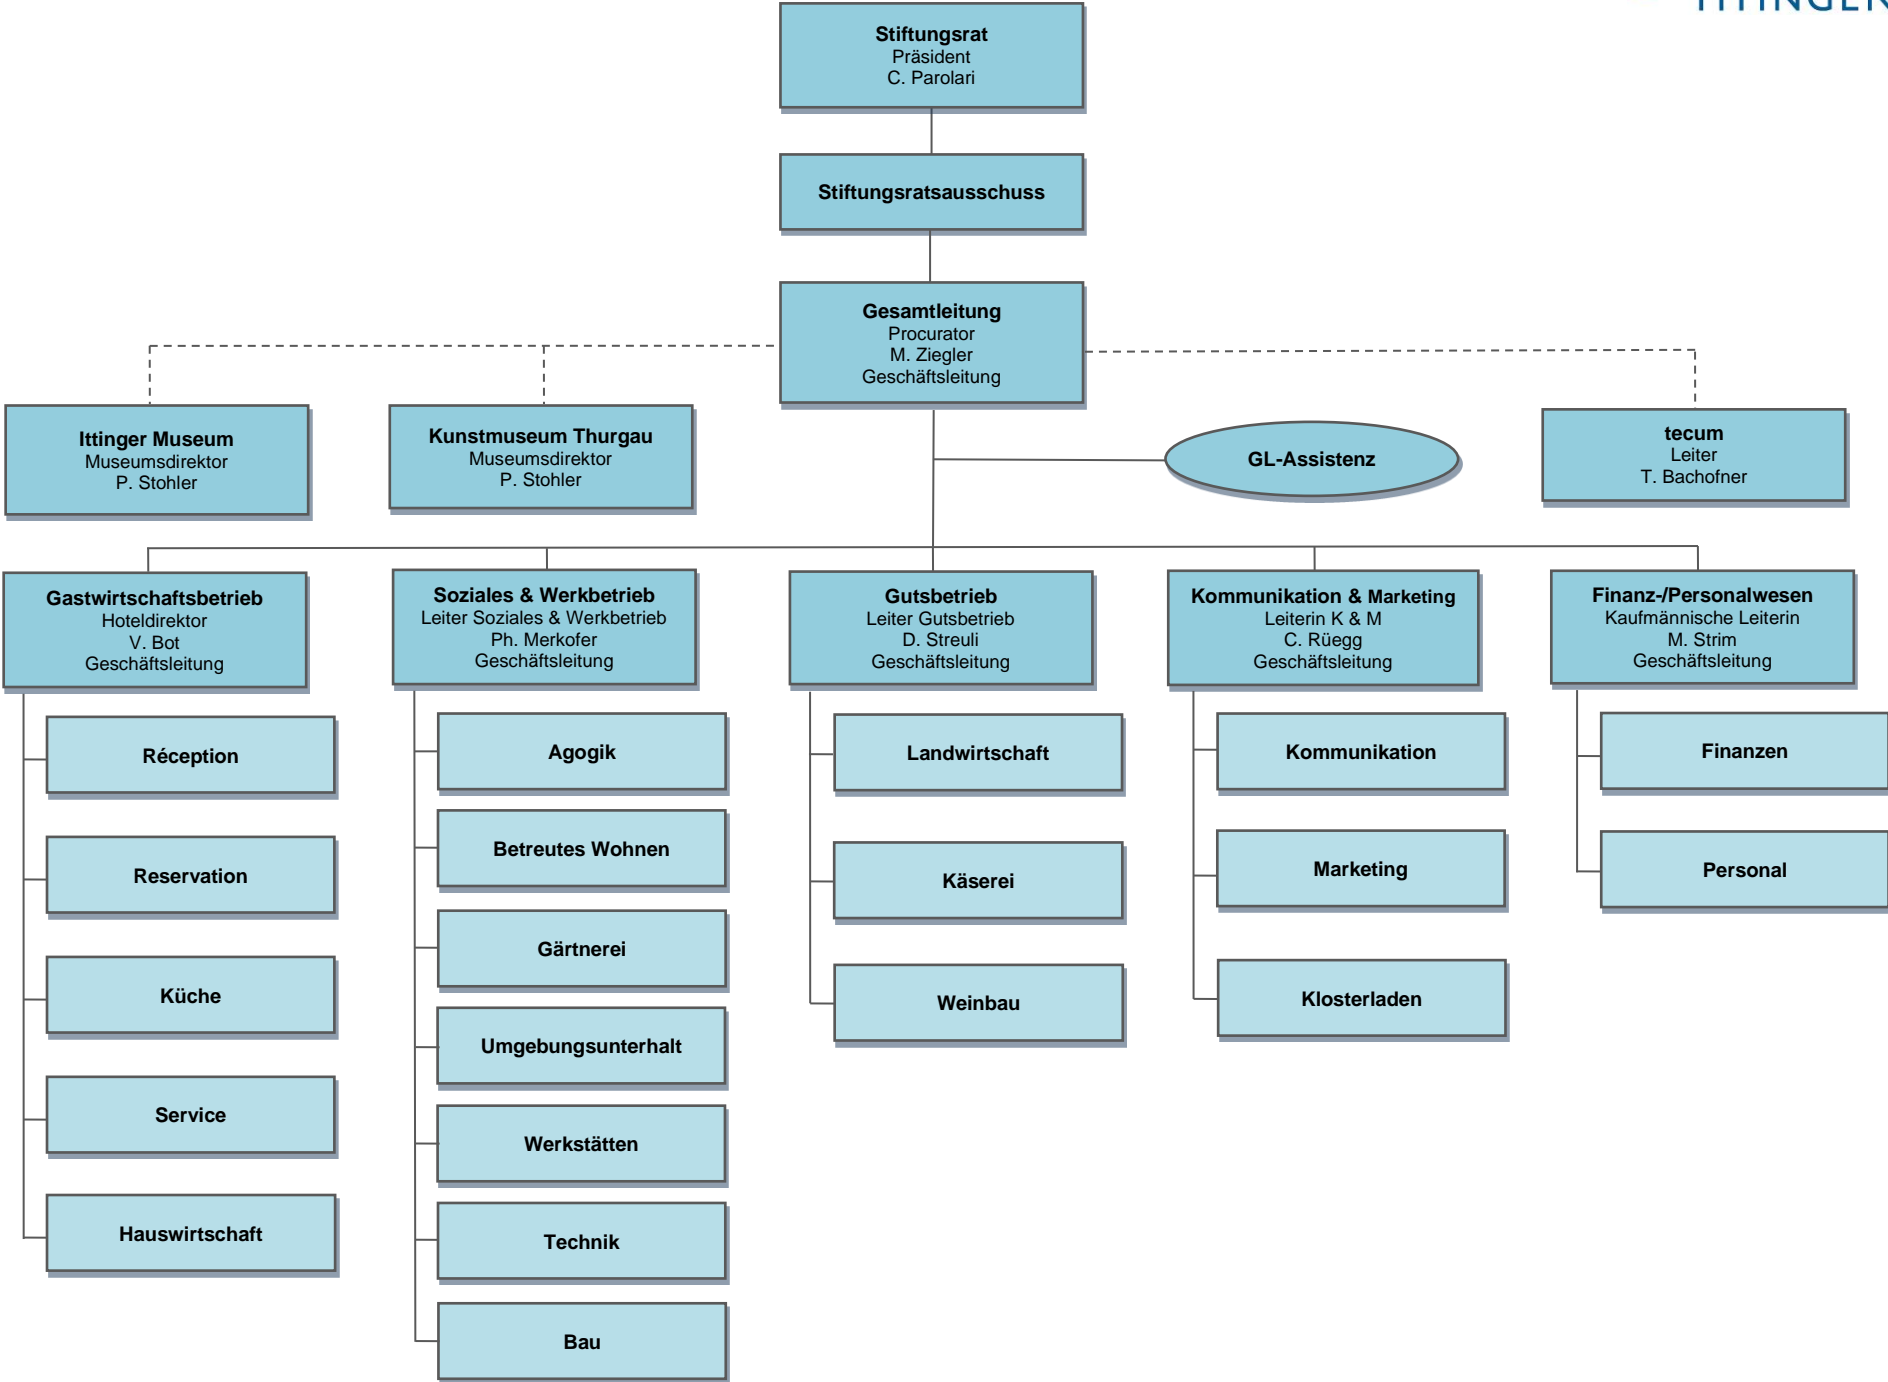 Stiftungsrat
Präsident
C. Parolari
Stiftungsratsausschuss
Gesamtleitung
Procurator
M. Ziegler
Geschäftsleitung
Ittinger Museum
Museumsdirektor
P. Stohler
Kunstmuseum Thurgau
Museumsdirektor
P. Stohler
GL-Assistenz
tecum
Leiter
T. Bachofner
Gastwirtschaftsbetrieb
Hoteldirektor
V. Bot
Geschäftsleitung
Soziales & Werkbetrieb
Leiter Soziales & Werkbetrieb
Ph. Merkofer
Geschäftsleitung
Gutsbetrieb
Leiter Gutsbetrieb
D. Streuli
Geschäftsleitung
Kommunikation & Marketing
Leiterin K & M
C. Rüegg
Geschäftsleitung
Finanz-/Personalwesen
Kaufmännische Leiterin
M. Strim
Geschäftsleitung
Réception
Reservation
Küche
Service
Hauswirtschaft
Agogik
Betreutes Wohnen
Gärtnerei
Umgebungsunterhalt
Werkstätten
Technik
Bau
Landwirtschaft
Käserei
Weinbau
Kommunikation
Marketing
Klosterladen
Finanzen
Personal